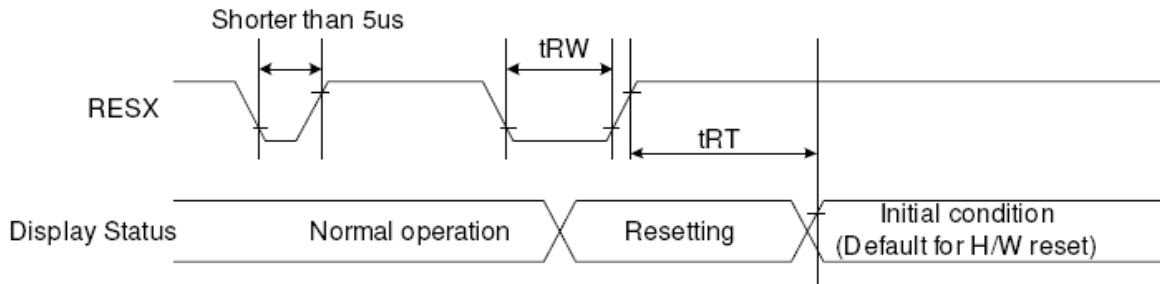 Shorter than 5us
tRW
RESX
tRT
Display Status
Normal operation
Resetting
Initial condition
(Default for H/W reset)